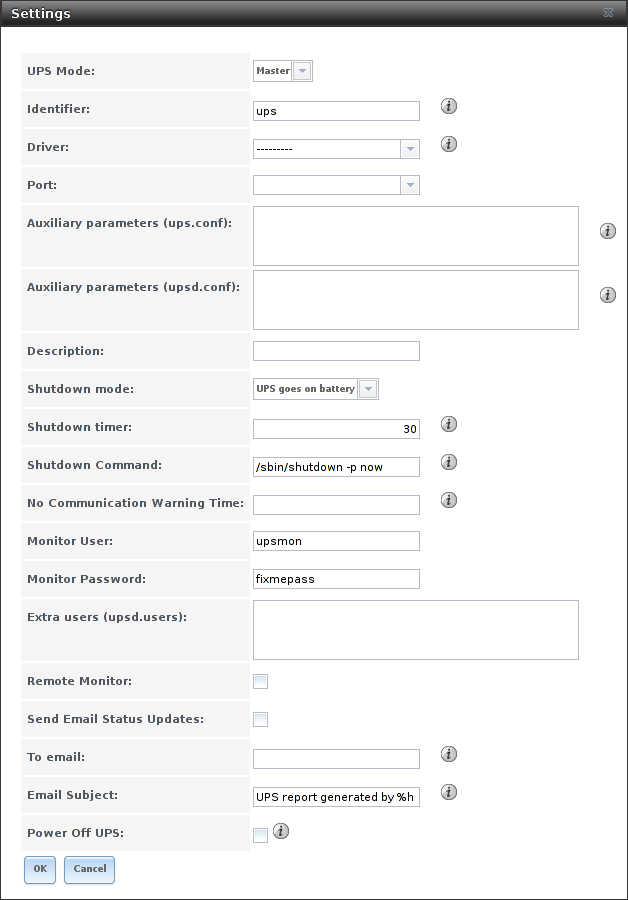 Settings
UPS Mode: Master
Identifier: ups
Driver: ---------
Port:
Auxiliary parameters (ups.conf):
Auxiliary parameters (upsd.conf):
Description:
Shutdown mode: UPS goes on battery
Shutdown timer: 30
Shutdown Command: /sbin/shutdown -p now
No Communication Warning Time:
Monitor User: upsmon
Monitor Password: fixmepass
Extra users (upsd.users):
Remote Monitor:
Send Email Status Updates:
To email:
Email Subject: UPS report generated by %h
Power Off UPS:
OK Cancel